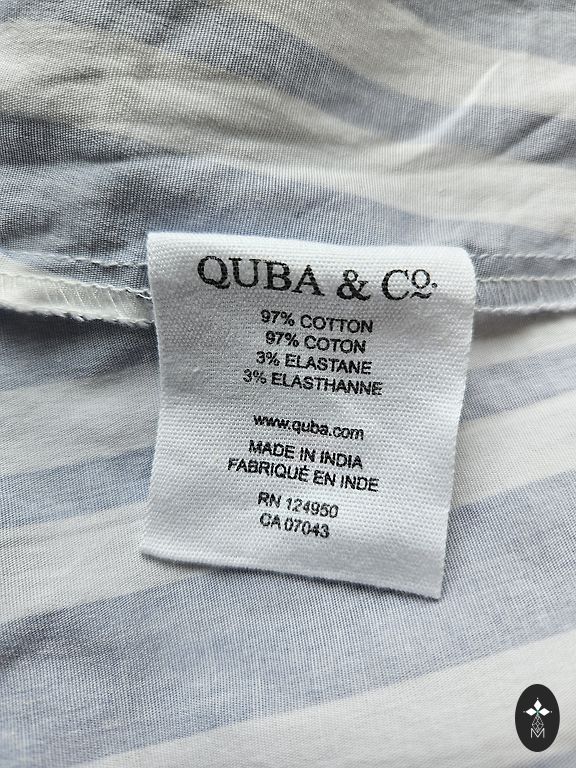 QUBA & Co.
97% COTTON
97% COTON
3% ELASTANE
3% ELASTHANNE
www.quba.com
MADE IN INDIA
FABRIQUÉ EN INDE
RN 124950
CA 07043
M